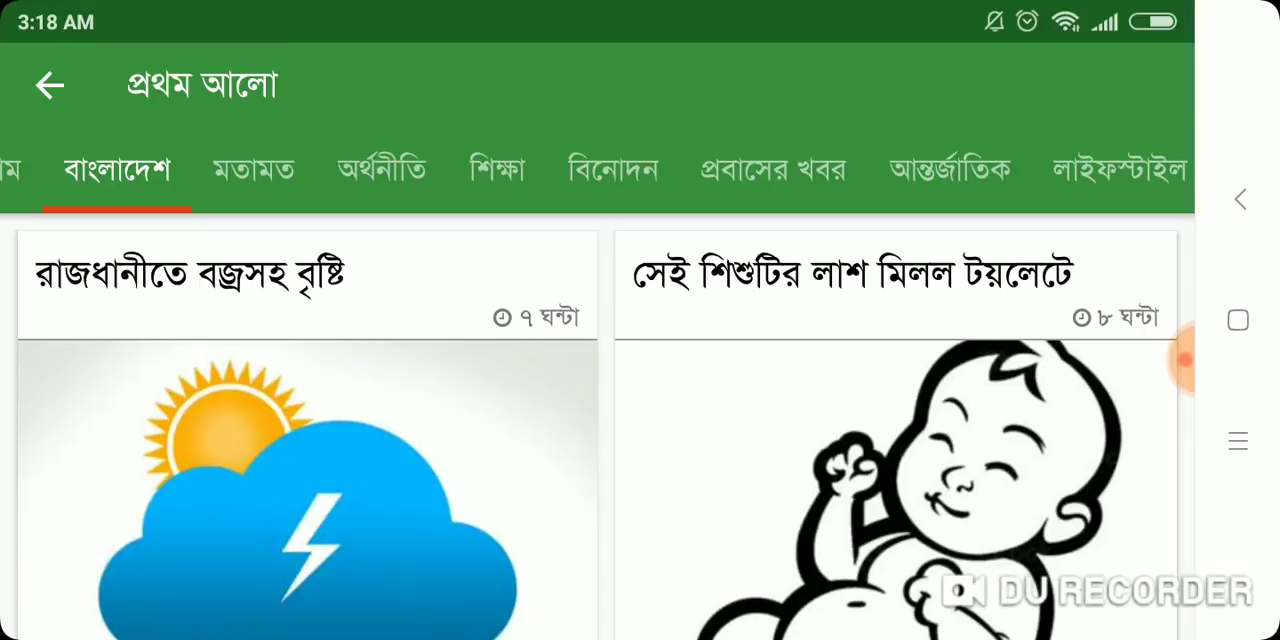 3:18 AM
প্রথম আলো
াম বাংলাদেশ মতামত অর্থনীতি শিক্ষা বিনোদন প্রবাসের খবর আন্তর্জাতিক লাইফস্টাইল
রাজধানীতে বজ্রসহ বৃষ্টি
৭ ঘন্টা
সেই শিশুটির লাশ মিলল টয়লেটে
৮ ঘন্টা
DU RECORDER